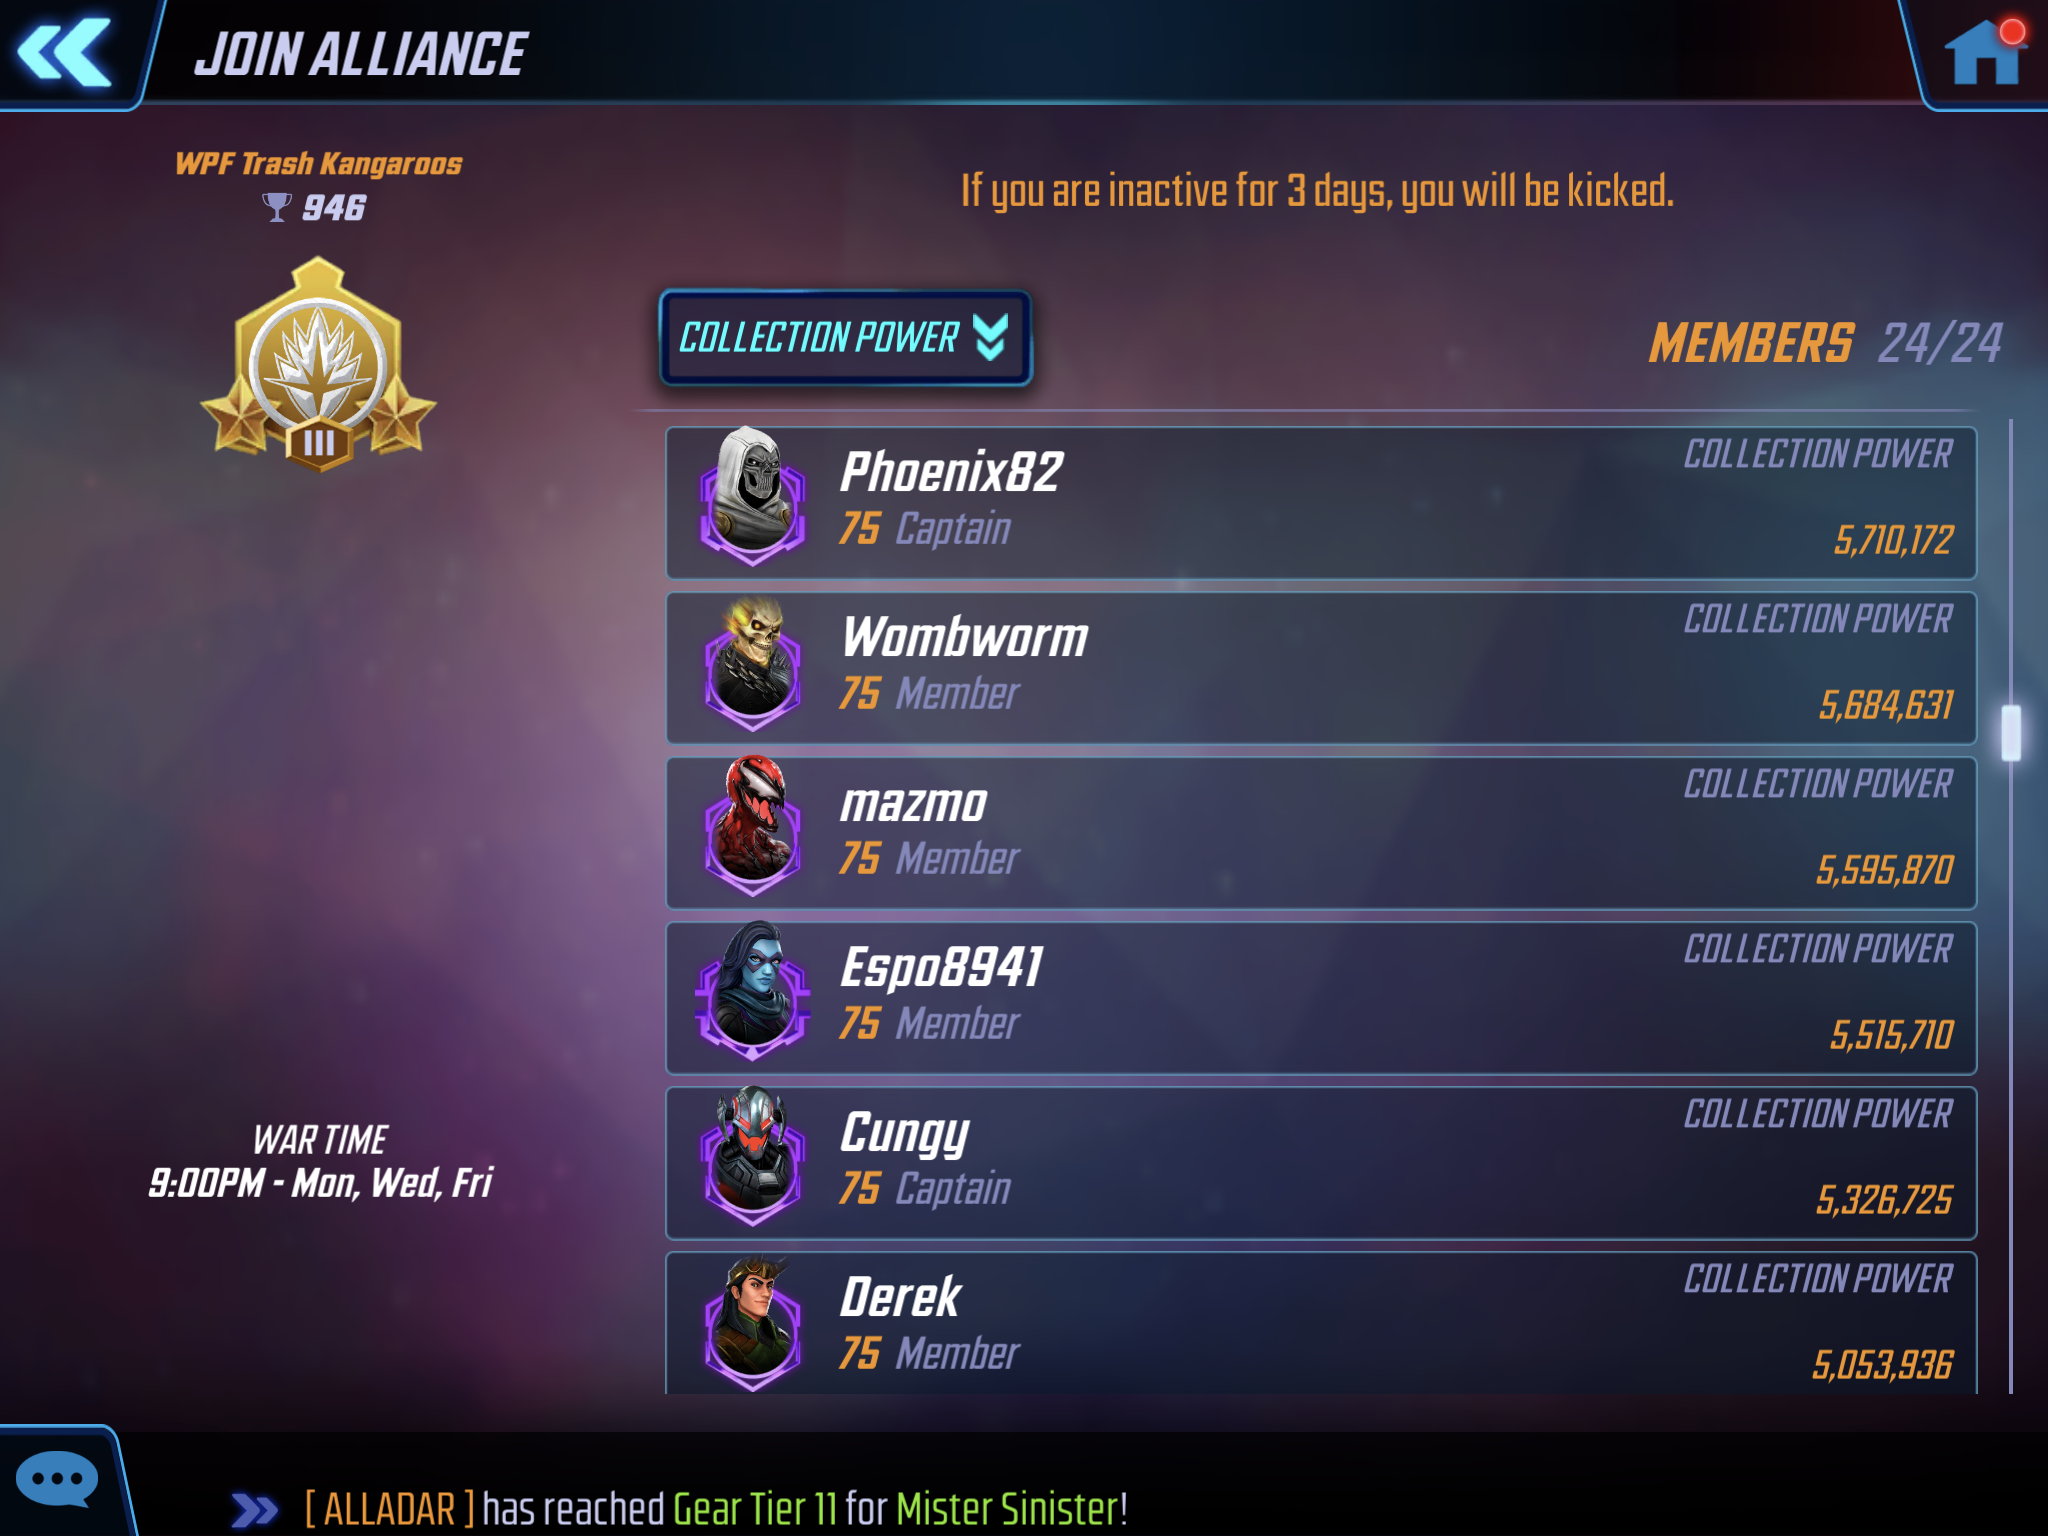 JOIN ALLIANCE
WPF Trash Kangaroos
946
III
If you are inactive for 3 days, you will be kicked.
COLLECTION POWER
MEMBERS 24/24
Phoenix82
75 Captain
COLLECTION POWER
5,710,172
Wombworm
75 Member
COLLECTION POWER
5,684,631
mazmo
75 Member
COLLECTION POWER
5,595,870
Espo8941
75 Member
COLLECTION POWER
5,515,710
Cungy
75 Captain
COLLECTION POWER
5,326,725
Derek
75 Member
COLLECTION POWER
5,053,936
WAR TIME
9:00PM - Mon, Wed, Fri
[ ALLADAR ] has reached Gear Tier 11 for Mister Sinister!